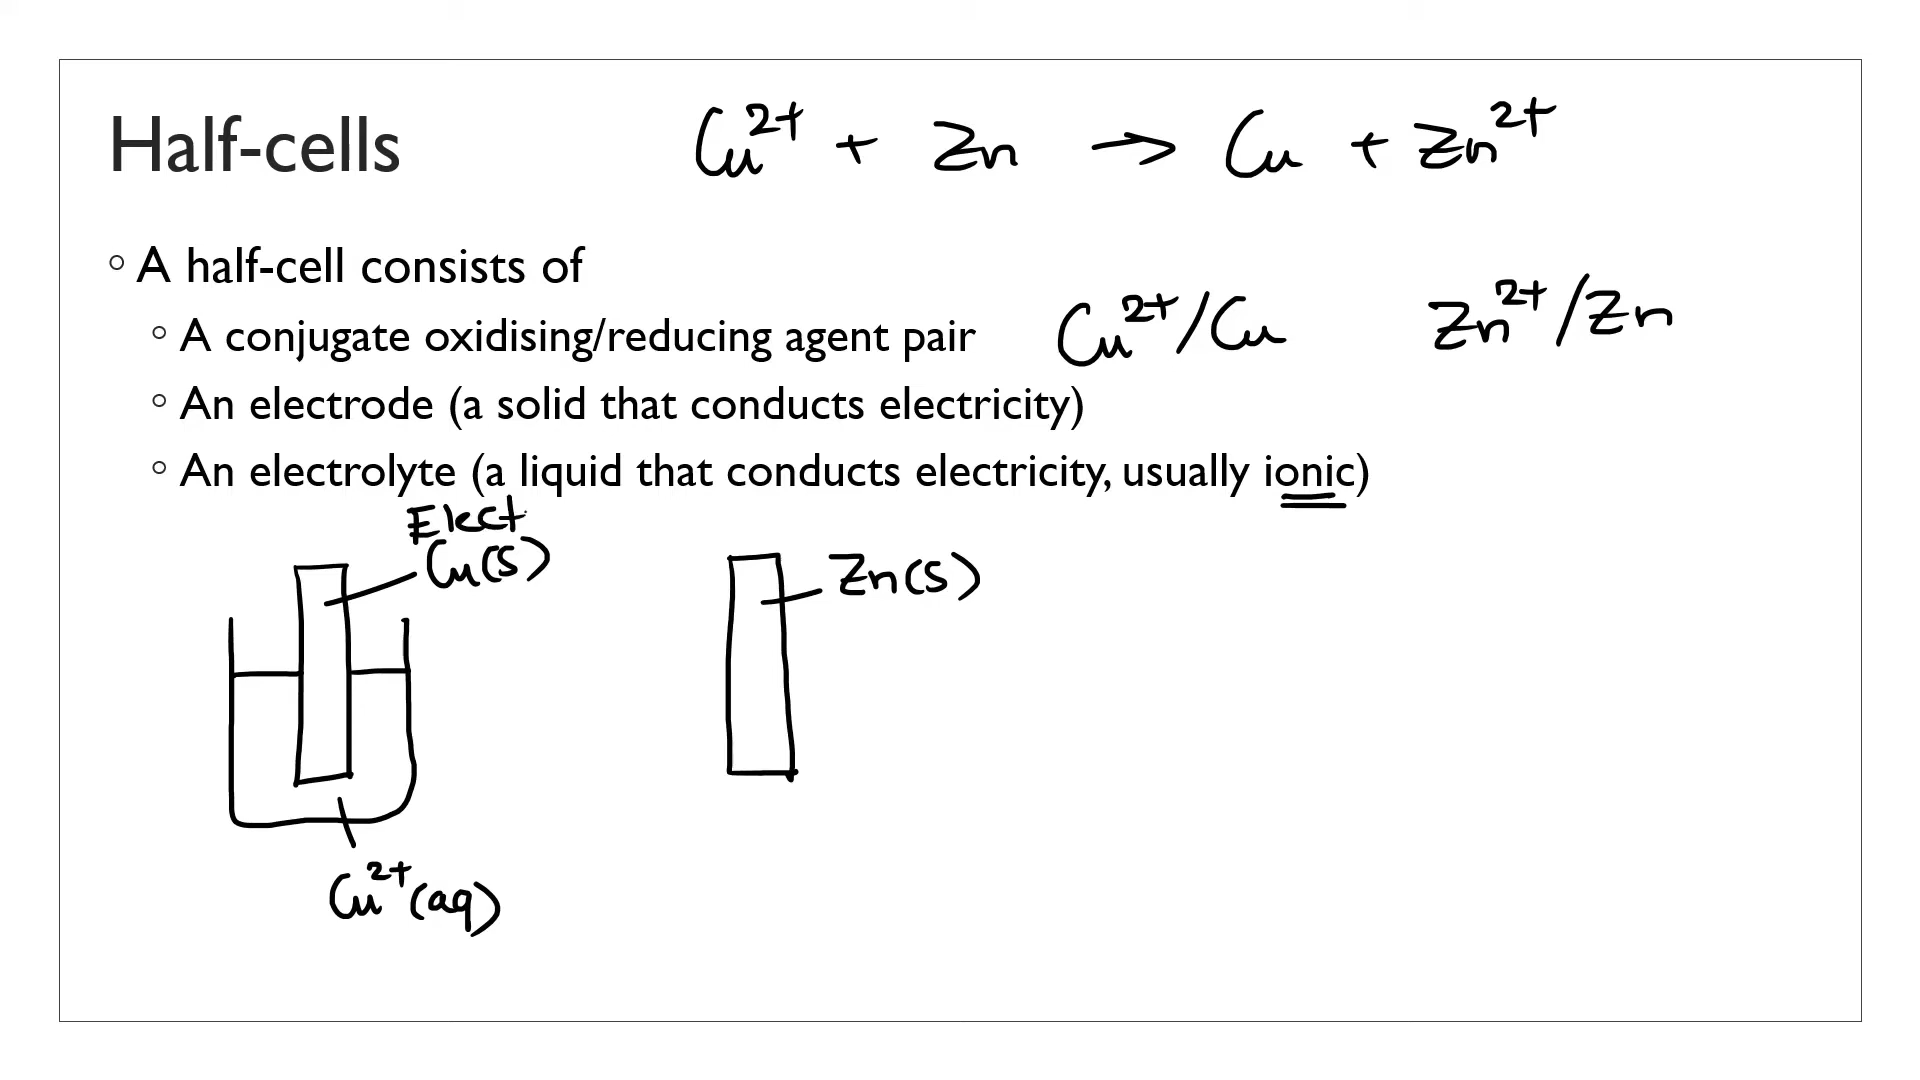 Half-cells
Cu²⁺ + Zn → Cu + Zn²⁺
◦ A half-cell consists of
◦ A conjugate oxidising/reducing agent pair
Cu²⁺/Cu
Zn²⁺/Zn
◦ An electrode (a solid that conducts electricity)
◦ An electrolyte (a liquid that conducts electricity, usually ionic)
Elect
Cu(s)
Zn(s)
Cu²⁺(aq)